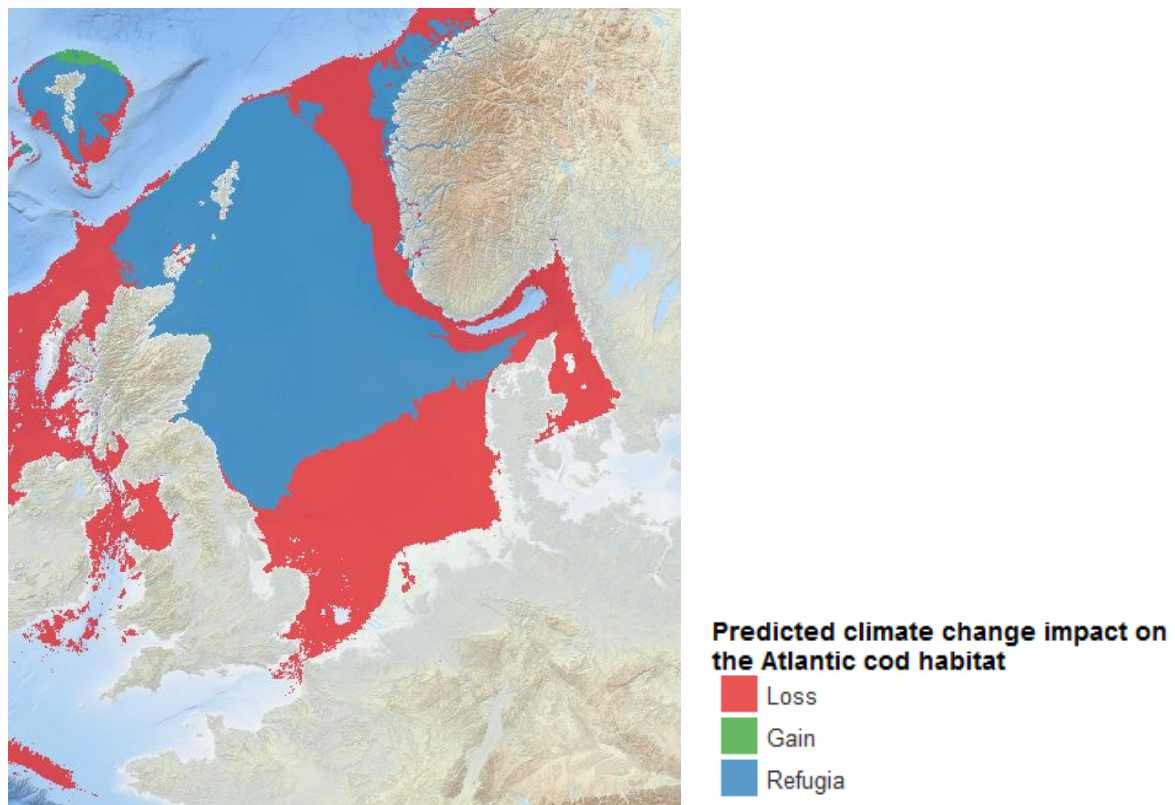 Predicted climate change impact on
the Atlantic cod habitat
Loss
Gain
Refugia